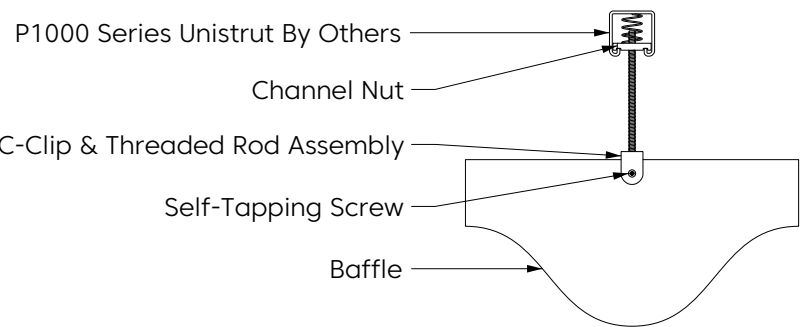 P1000 Series Unistrut By Others
Channel Nut
C-Clip & Threaded Rod Assembly
Self-Tapping Screw
Baffle